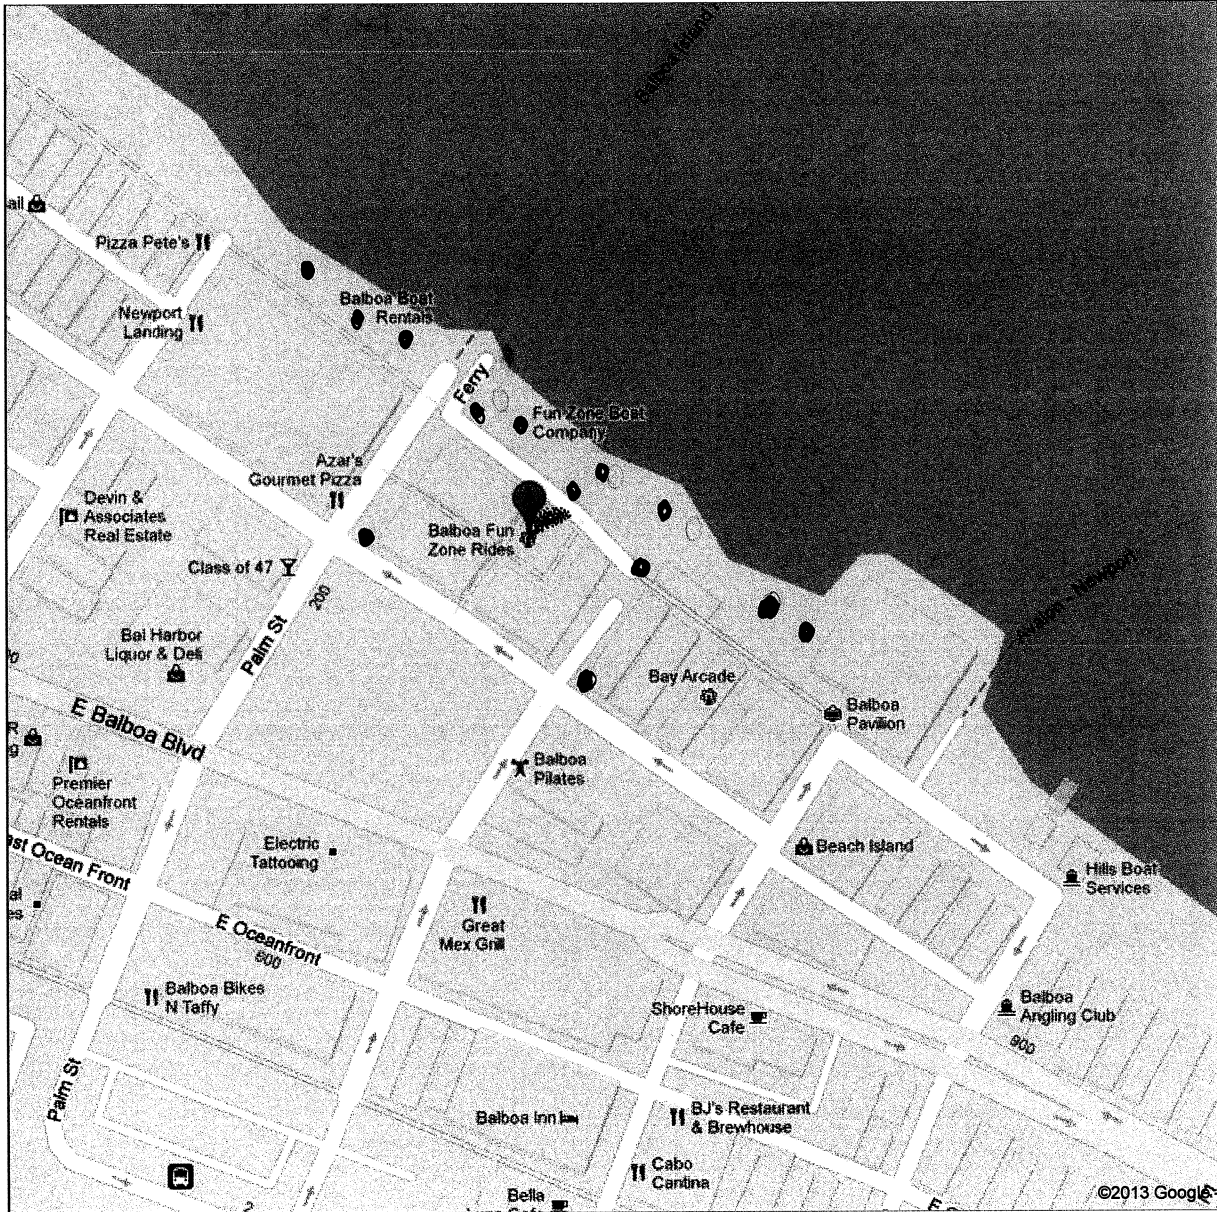 Balboa Island
ail
Pizza Pete's
Newport
Landing
Balboa Boat
Rentals
Ferry
Fun Zone Boat
Company
Azar's
Gourmet Pizza
Devin &
Associates
Real Estate
Balboa Fun
Zone Rides
Class of 47
200
Palm St
Bal Harbor
Liquor & Deli
Avalon - Newport
Bay Arcade
Balboa
Pavilion
E Balboa Blvd
Balboa
Pilates
Premier
Oceanfront
Rentals
Electric
Tattooing
Beach Island
ast Ocean Front
Hills Boat
Services
Great
Mex Grill
E Oceanfront
600
Balboa Bikes
N Taffy
ShoreHouse
Cafe
Balboa
Angling Club
900
Palm St
Balboa Inn
BJ's Restaurant
& Brewhouse
Cabo
Cantina
Bella
©2013 Google